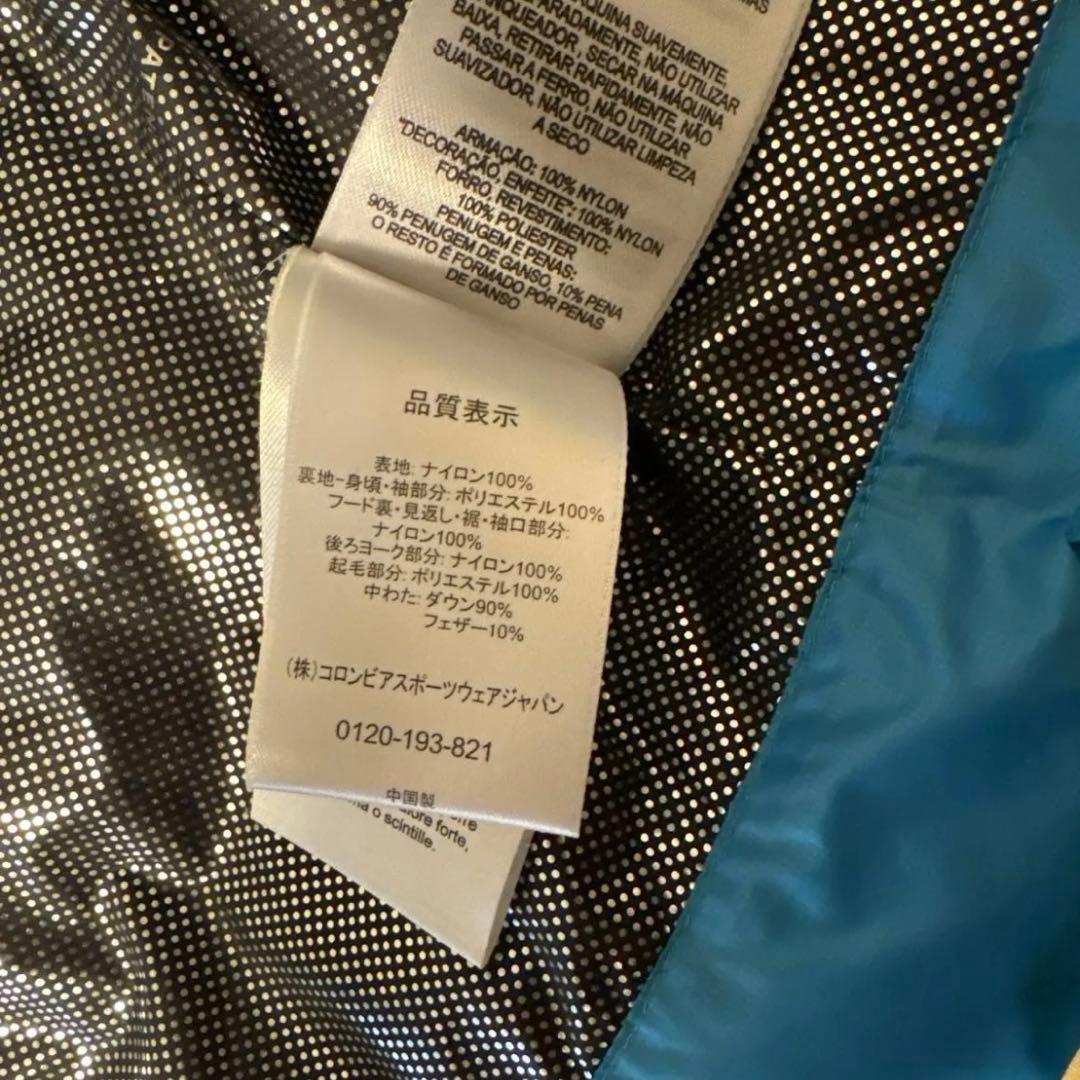 PATE
MAS
MÁQUINA SUAVEMENTE,
SEPARADAMENTE, NÃO UTILIZAR
BRANQUEADOR, SECAR NA MÁQUINA
BAIXA, RETIRAR RAPIDAMENTE, NÃO
PASSAR A FERRO, NÃO UTILIZAR
SUAVIZADOR, NÃO UTILIZAR LIMPEZA
A SECO
ARMAÇÃO: 100% NYLON
"DECORAÇÃO, ENFEITE": 100% NYLON
FORRO, REVESTIMENTO:
100% POLIESTER
PENUGEM E PENAS:
90% PENUGEM DE GANSO, 10% PENA
O RESTO É FORMADO POR PENAS
DE GANSO
品質表示
表地: ナイロン100%
裏地-身頃・袖部分: ポリエステル100%
フード裏・見返し・裾・袖口部分:
ナイロン100%
後ろヨーク部分: ナイロン100%
起毛部分: ポリエステル100%
中わた: ダウン90%
フェザー10%
(株)コロンビアスポーツウェアジャパン
0120-193-821
中国製
alore forte,
o scintille.